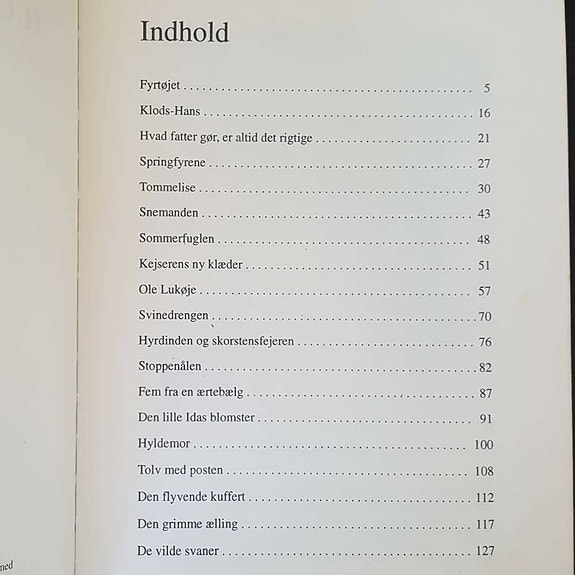 Indhold
Fyrtøjet . . . . . . . . . . . . . . . . . . . . . . . . . . . . . . . . . . . . . . . . . . . . . 5
Klods-Hans . . . . . . . . . . . . . . . . . . . . . . . . . . . . . . . . . . . . . . . . . . 16
Hvad fatter gør, er altid det rigtige . . . . . . . . . . . . . . . . . . . . . . . . 21
Springfyrene . . . . . . . . . . . . . . . . . . . . . . . . . . . . . . . . . . . . . . . . . 27
Tommelise . . . . . . . . . . . . . . . . . . . . . . . . . . . . . . . . . . . . . . . . . . 30
Snemanden . . . . . . . . . . . . . . . . . . . . . . . . . . . . . . . . . . . . . . . . . . 43
Sommerfuglen . . . . . . . . . . . . . . . . . . . . . . . . . . . . . . . . . . . . . . . 48
Kejserens ny klæder . . . . . . . . . . . . . . . . . . . . . . . . . . . . . . . . . . . 51
Ole Lukøje . . . . . . . . . . . . . . . . . . . . . . . . . . . . . . . . . . . . . . . . . . 57
Svinedrengen . . . . . . . . . . . . . . . . . . . . . . . . . . . . . . . . . . . . . . . . 70
Hyrdinden og skorstensfejeren . . . . . . . . . . . . . . . . . . . . . . . . . . . 76
Stoppenålen . . . . . . . . . . . . . . . . . . . . . . . . . . . . . . . . . . . . . . . . . 82
Fem fra en ærtebælg . . . . . . . . . . . . . . . . . . . . . . . . . . . . . . . . . . . 87
Den lille Idas blomster . . . . . . . . . . . . . . . . . . . . . . . . . . . . . . . . . 91
Hyldemor . . . . . . . . . . . . . . . . . . . . . . . . . . . . . . . . . . . . . . . . . . . 100
Tolv med posten . . . . . . . . . . . . . . . . . . . . . . . . . . . . . . . . . . . . . . 108
Den flyvende kuffert . . . . . . . . . . . . . . . . . . . . . . . . . . . . . . . . . . . 112
Den grimme ælling . . . . . . . . . . . . . . . . . . . . . . . . . . . . . . . . . . . . 117
De vilde svaner . . . . . . . . . . . . . . . . . . . . . . . . . . . . . . . . . . . . . . . 127